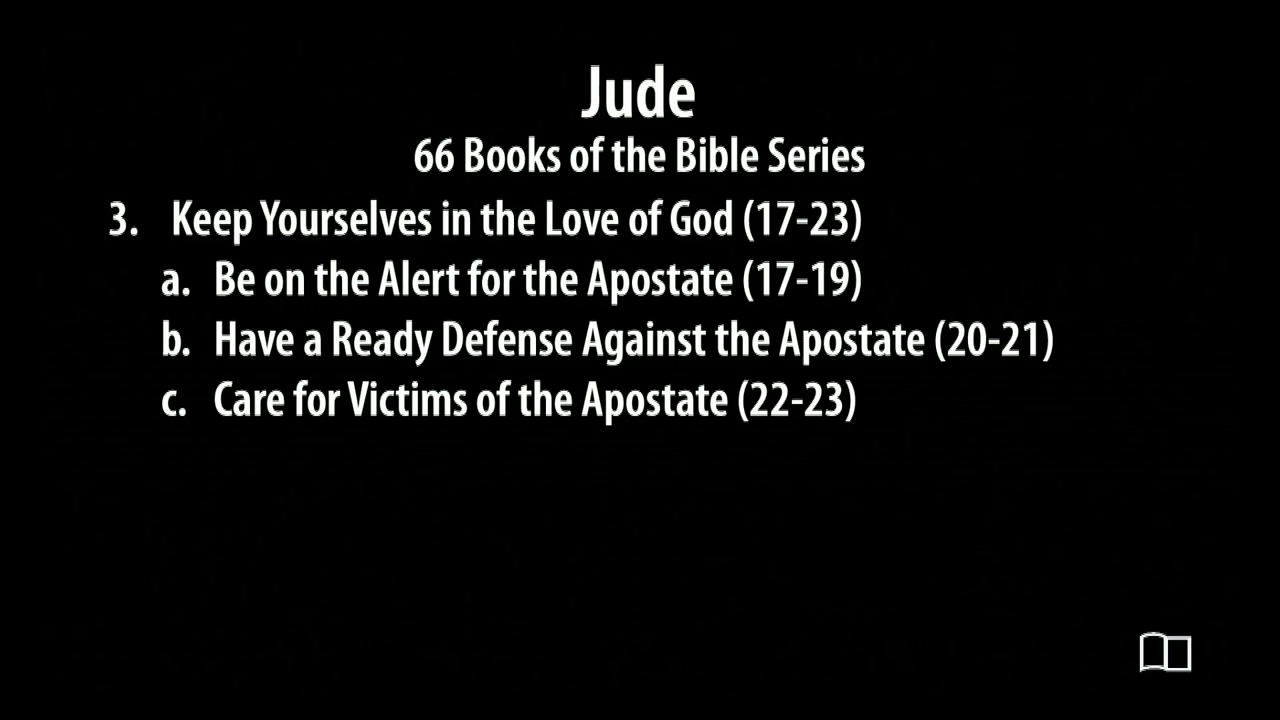 Jude
66 Books of the Bible Series
3. Keep Yourselves in the Love of God (17-23)
a. Be on the Alert for the Apostate (17-19)
b. Have a Ready Defense Against the Apostate (20-21)
c. Care for Victims of the Apostate (22-23)